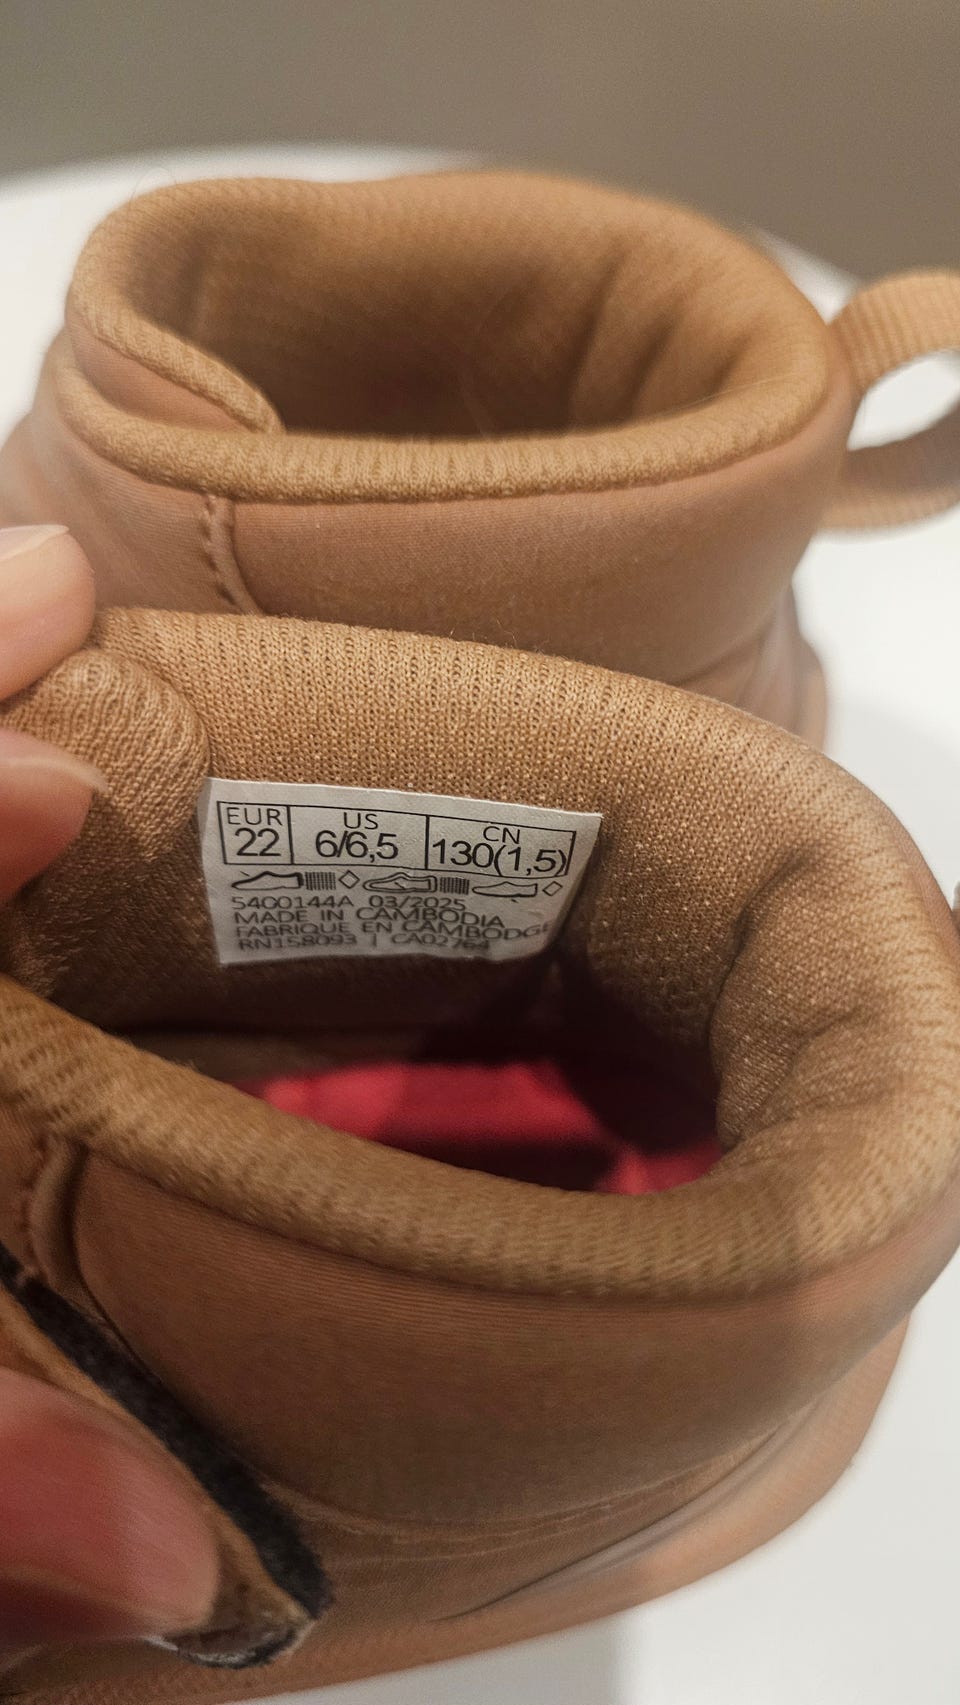 EUR US CN
22 6/6,5 130(1,5)
5400144A 03/2025
MADE IN CAMBODIA
FABRIQUE EN CAMBODGE
RN158093 | CA02764